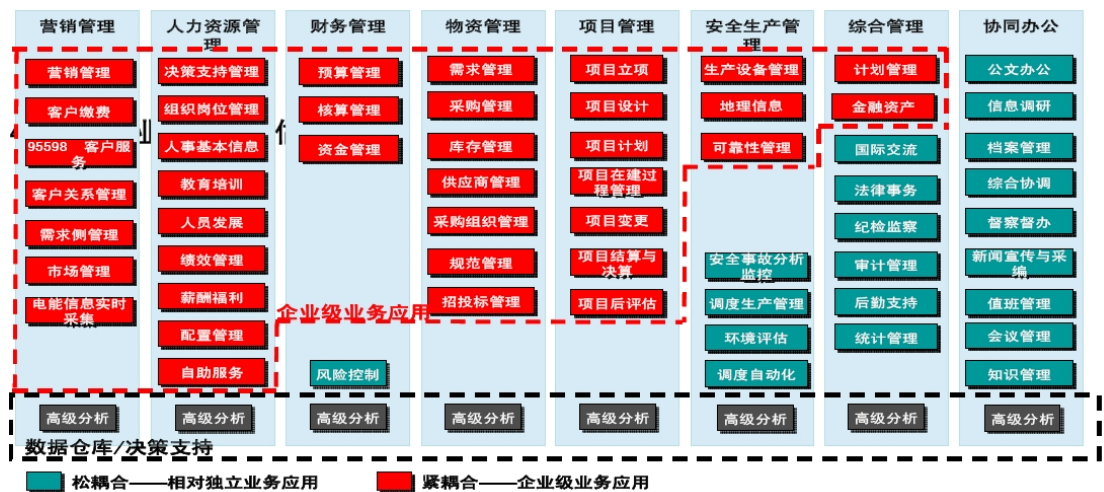 营销管理
营销管理
客户缴费
95598 客户服
务
客户关系管理
需求侧管理
市场管理
电能信息实时
采集
高级分析
人力资源管
理
决策支持管理
组织岗位管理
人事基本信息
教育培训
人员发展
绩效管理
薪酬福利
配置管理
自助服务
高级分析
财务管理
预算管理
核算管理
资金管理
企业级业务应用
风险控制
高级分析
物资管理
需求管理
采购管理
库存管理
供应商管理
采购组织管理
规范管理
招投标管理
高级分析
项目管理
项目立项
项目设计
项目计划
项目在建过
程管理
项目变更
项目结算与
决算
项目后评估
高级分析
安全生产管
理
生产设备管理
地理信息
可靠性管理
安全事故分析
监控
调度生产管理
环境评估
调度自动化
高级分析
综合管理
计划管理
金融资产
国际交流
法律事务
纪检监察
审计管理
后勤支持
统计管理
高级分析
协同办公
公文办公
信息调研
档案管理
综合协调
督察督办
新闻宣传与采
编
值班管理
会议管理
知识管理
高级分析
数据仓库/决策支持
松耦合——相对独立业务应用
紧耦合——企业级业务应用